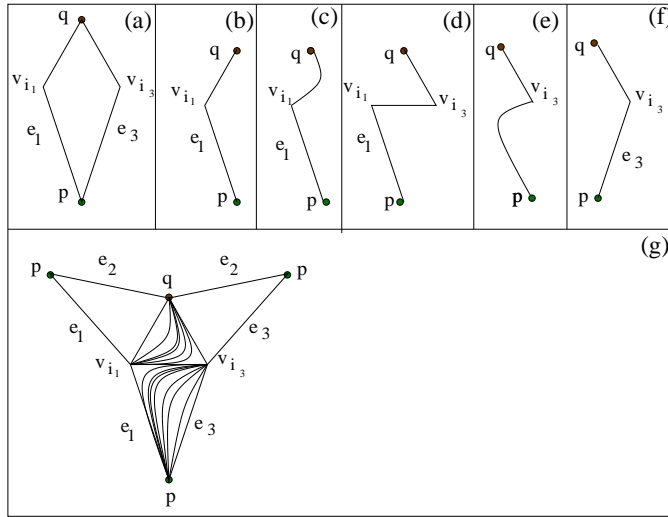 (a)
q
v_{i_1}
v_{i_3}
e_1
e_3
p
(b)
q
v_{i_1}
e_1
p
(c)
q
v_{i_1}
e_1
p
(d)
q
v_{i_1}
v_{i_3}
e_1
p
(e)
q
v_{i_3}
p
(f)
q
v_{i_3}
e_3
p
(g)
p
e_2
q
e_2
p
e_1
e_3
v_{i_1}
v_{i_3}
e_1
e_3
p